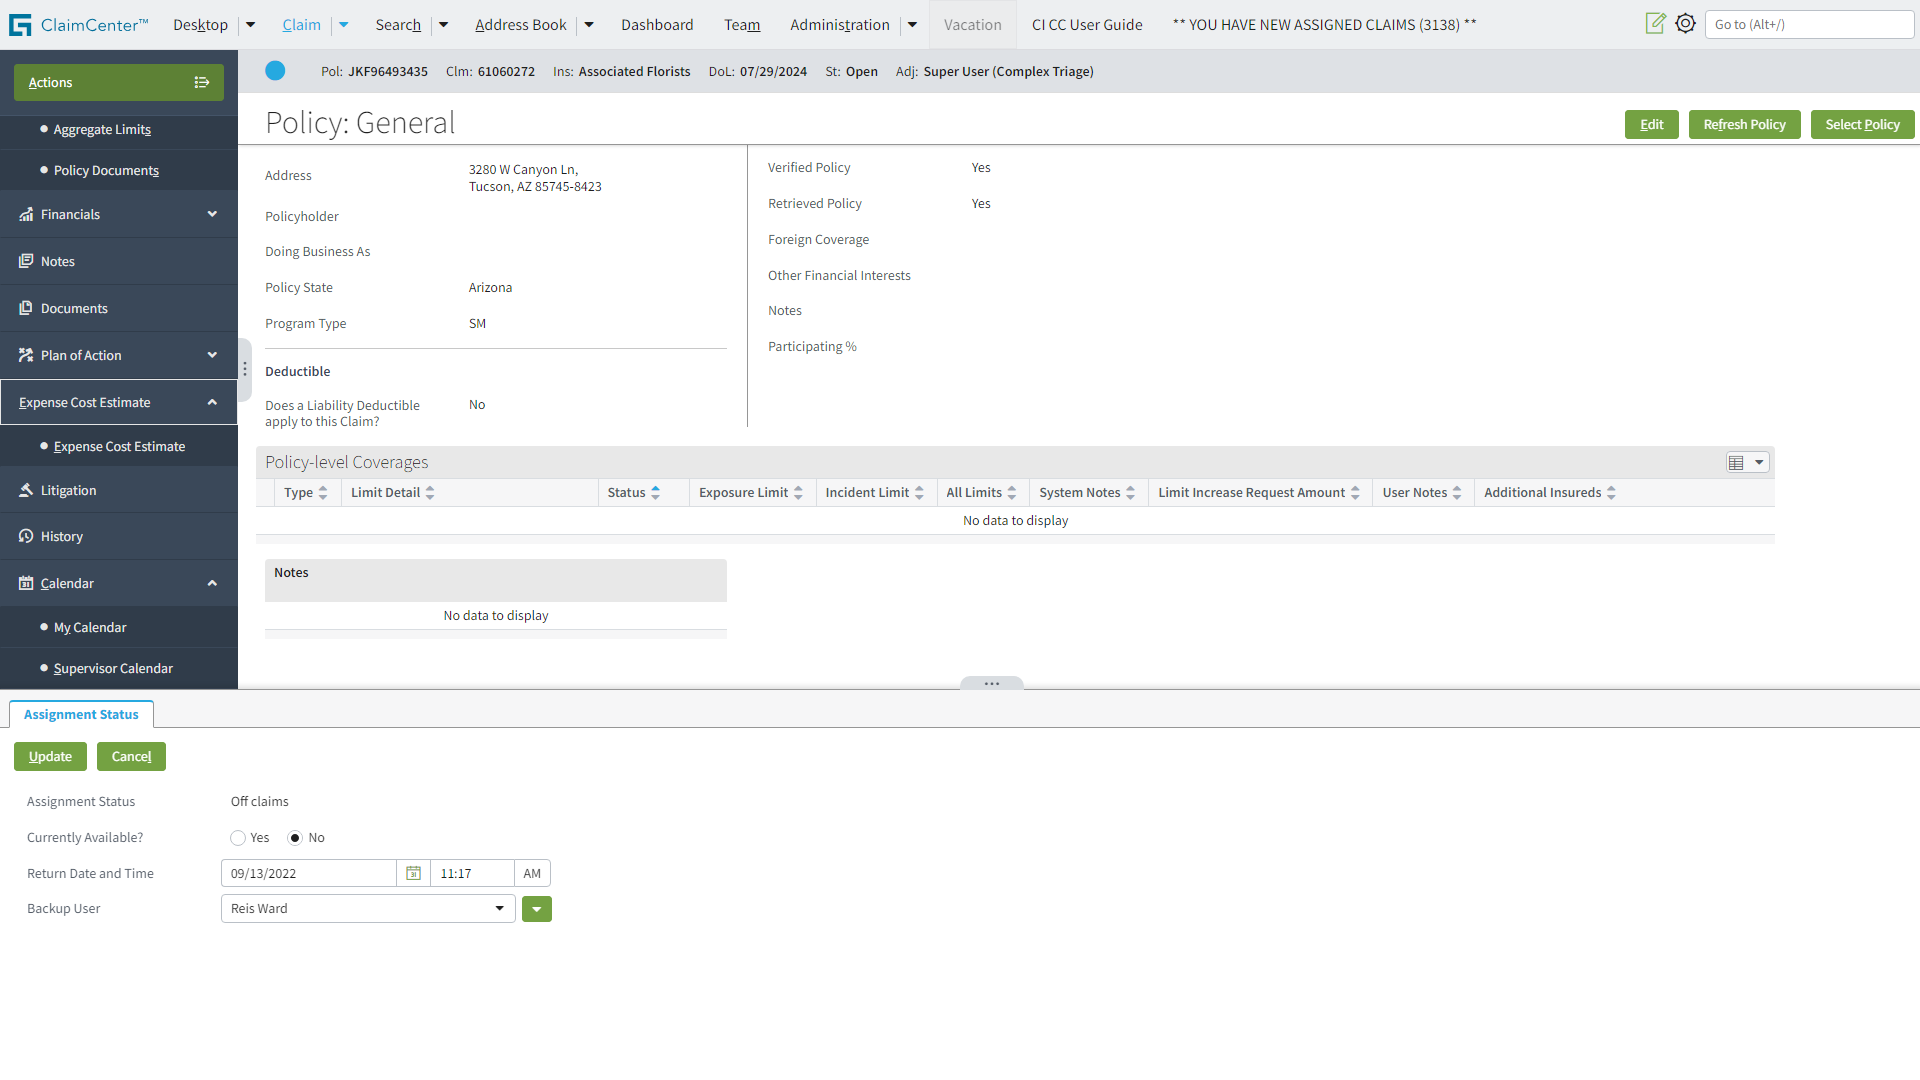 ClaimCenter™
Desktop
Claim
Search
Address Book
Dashboard
Team
Administration
Vacation
CI CC User Guide
** YOU HAVE NEW ASSIGNED CLAIMS (3138) **
Go to (Alt+/)
Actions
Pol: JKF96493435 Clm: 61060272 Ins: Associated Florists DoL: 07/29/2024 St: Open Adj: Super User (Complex Triage)
Aggregate Limits
Policy Documents
Financials
Notes
Documents
Plan of Action
Expense Cost Estimate
Expense Cost Estimate
Litigation
History
Calendar
My Calendar
Supervisor Calendar
Policy: General
Edit
Refresh Policy
Select Policy
Address 3280 W Canyon Ln,
Tucson, AZ 85745-8423
Policyholder
Doing Business As
Policy State Arizona
Program Type SM
Deductible
Does a Liability Deductible No
apply to this Claim?
Verified Policy Yes
Retrieved Policy Yes
Foreign Coverage
Other Financial Interests
Notes
Participating %
Policy-level Coverages
Type Limit Detail Status Exposure Limit Incident Limit All Limits System Notes Limit Increase Request Amount User Notes Additional Insureds
No data to display
Notes
No data to display
Assignment Status
Update Cancel
Assignment Status Off claims
Currently Available? Yes No
Return Date and Time 09/13/2022 31 11:17 AM
Backup User Reis Ward